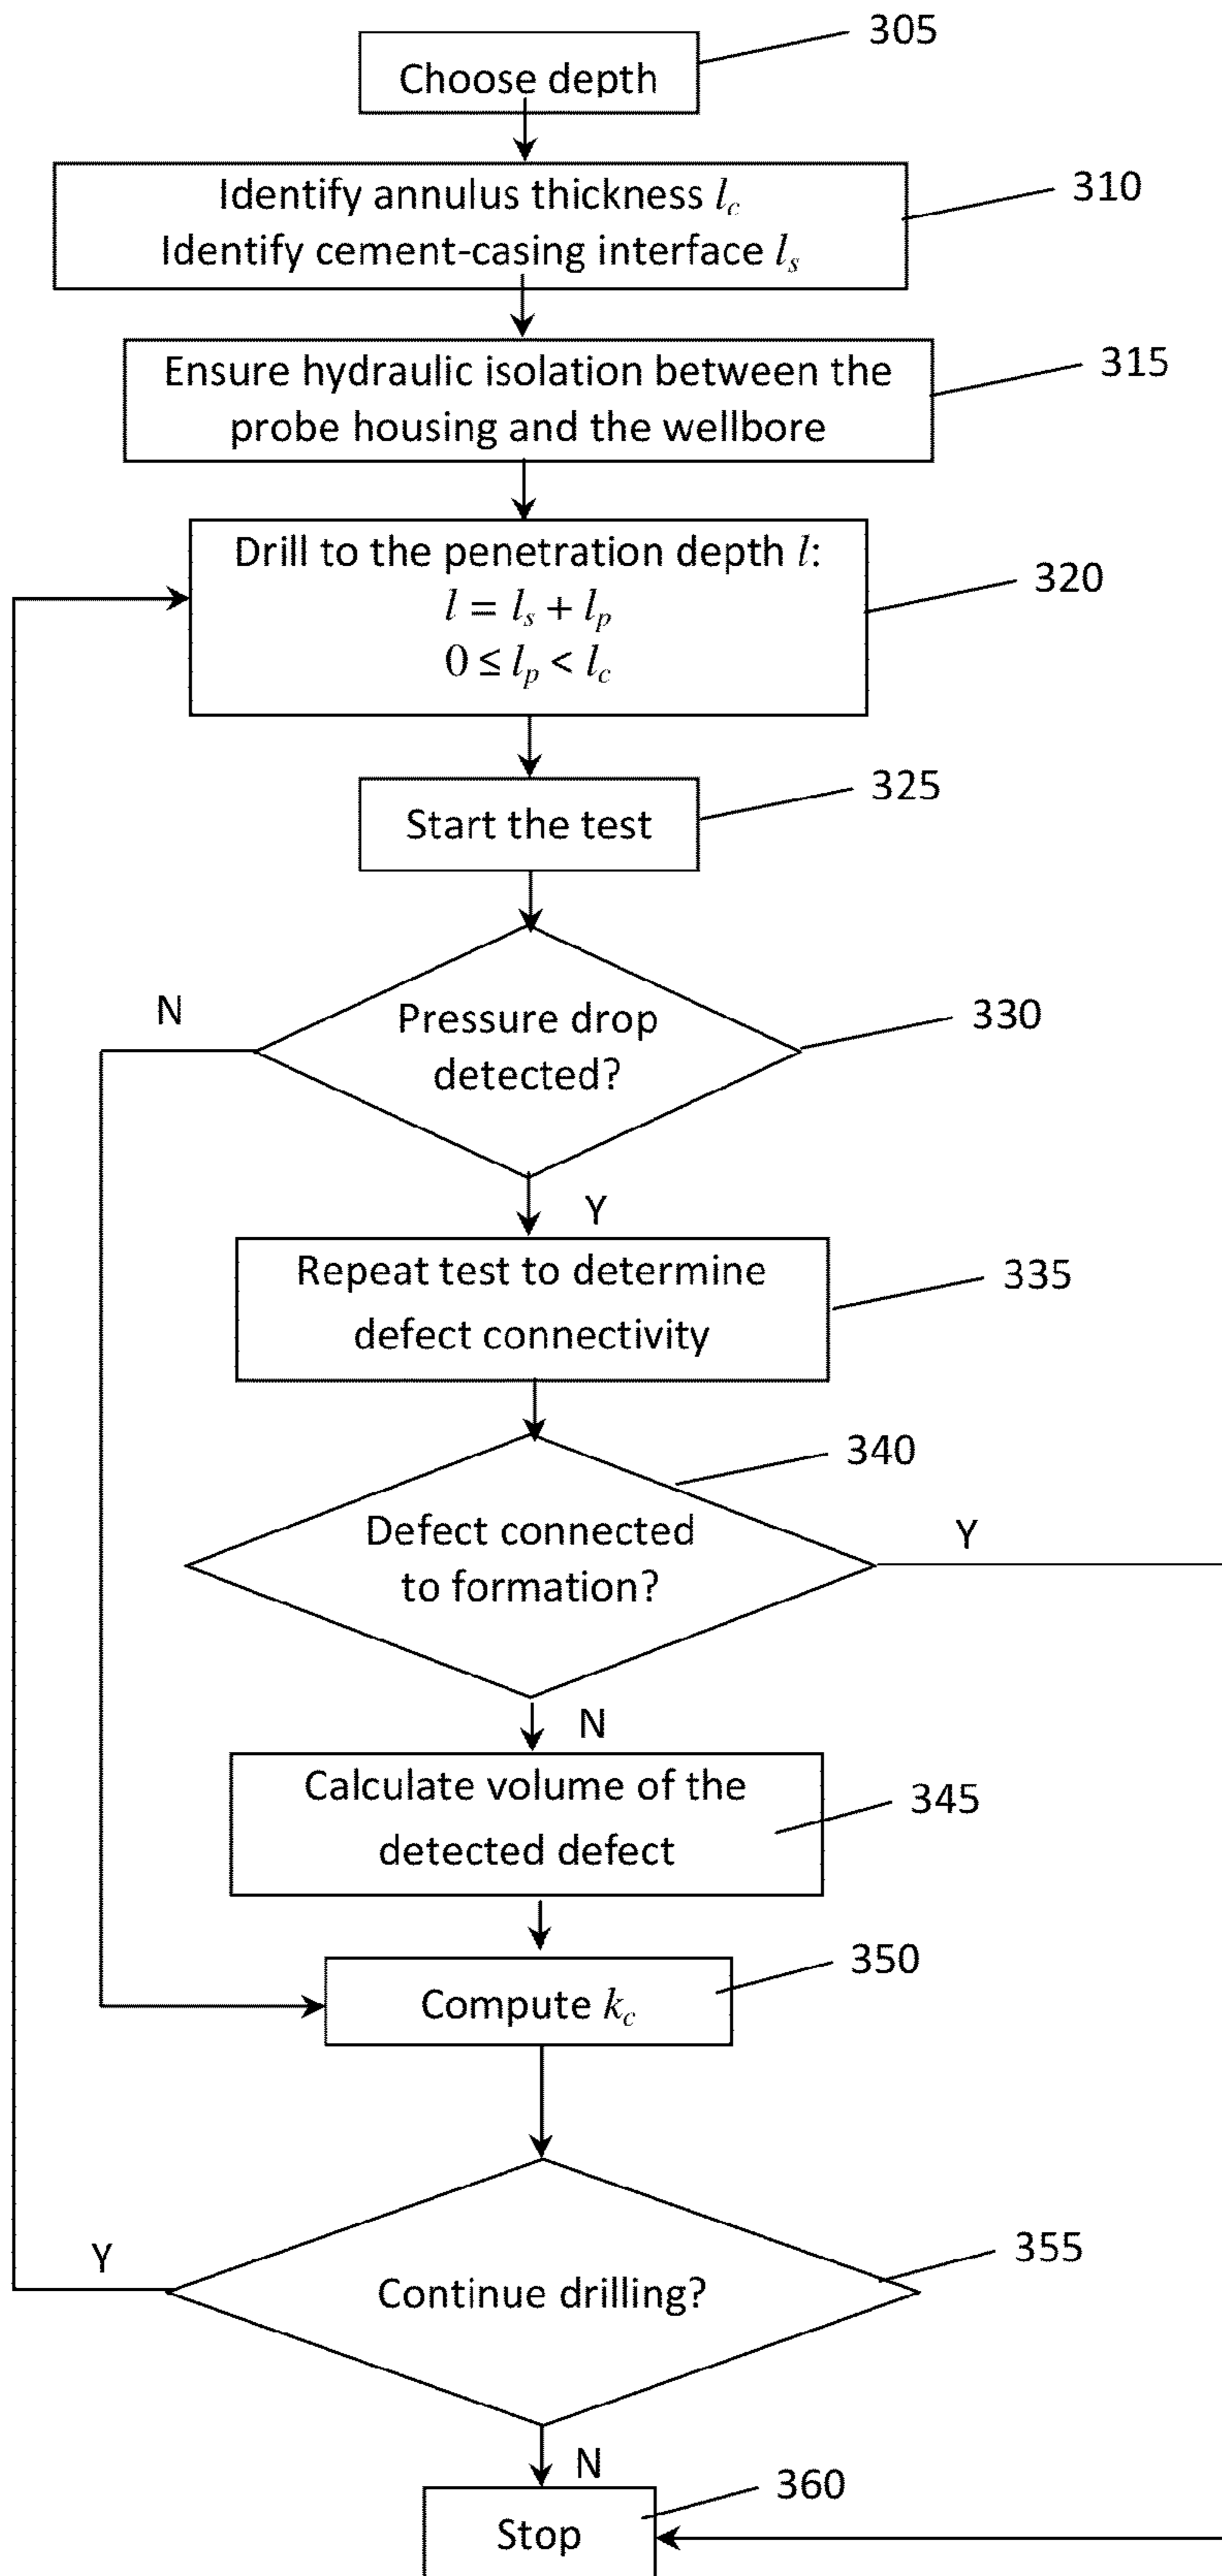 305
Choose depth
310
Identify annulus thickness l_c
Identify cement-casing interface l_s
315
Ensure hydraulic isolation between the
probe housing and the wellbore
320
Drill to the penetration depth l:
l = l_s + l_p
0 ≤ l_p < l_c
325
Start the test
330
N
Pressure drop
detected?
Y
335
Repeat test to determine
defect connectivity
340
Defect connected
to formation?
Y
N
345
Calculate volume of the
detected defect
350
Compute k_c
355
Y
Continue drilling?
N
360
Stop